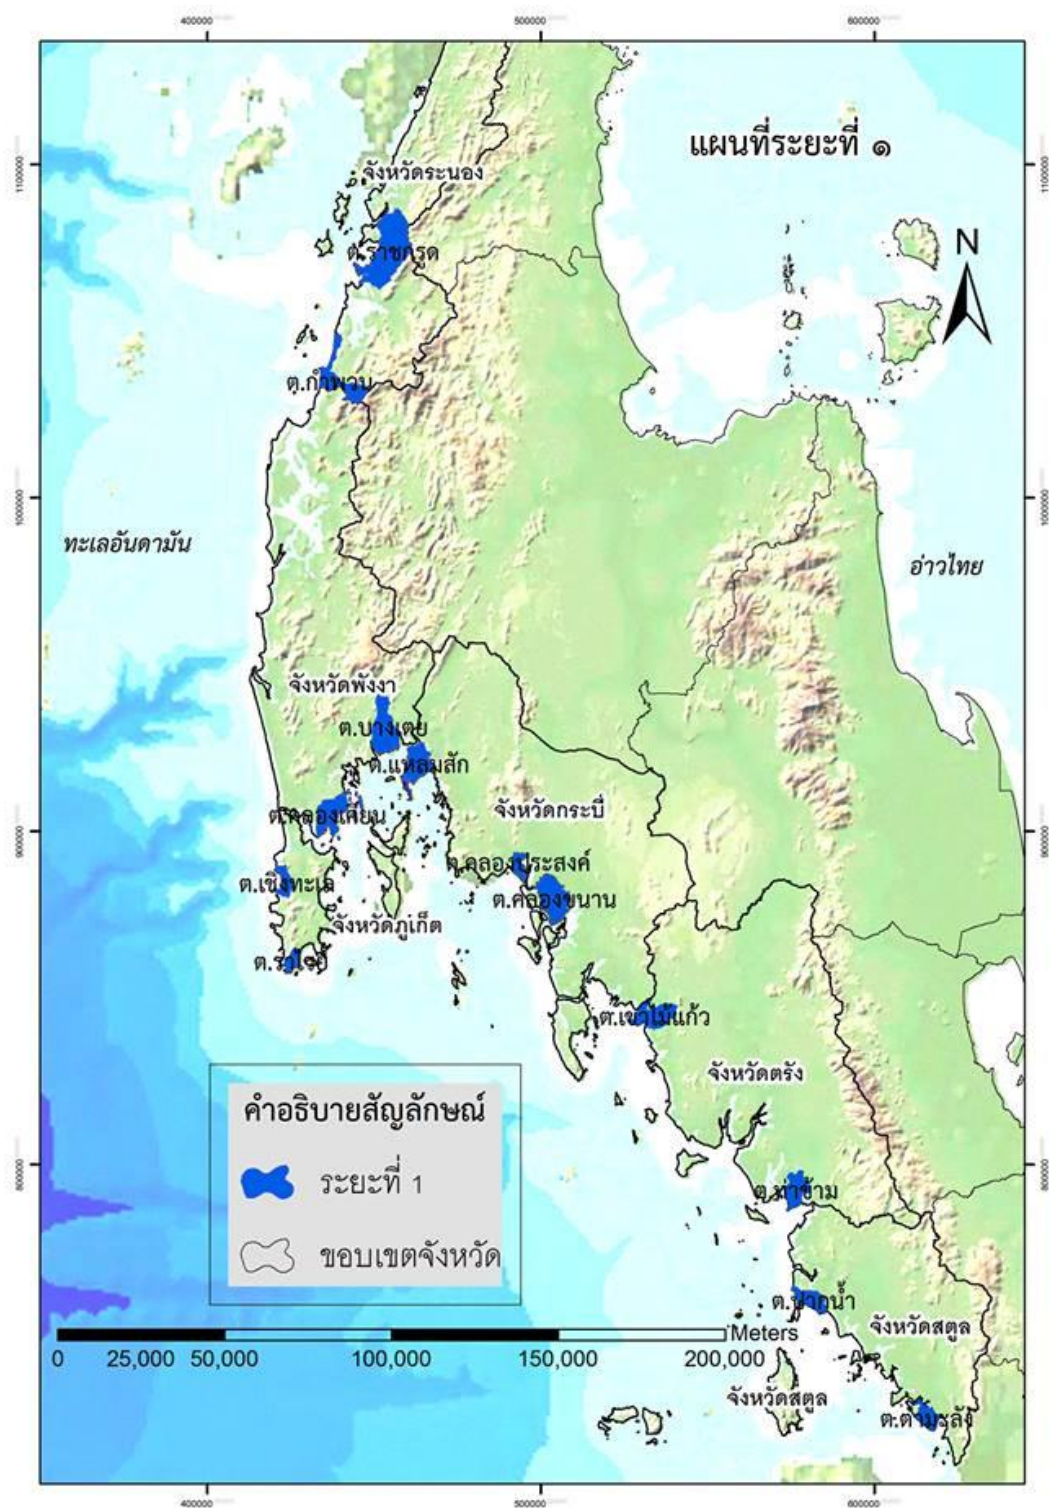 400000 500000 600000
แผนที่ระยะที่ ๑
1100000 1100000
จังหวัดระนอง
N
ต.ราชกรูด
ต.กำพวน
1000000 1000000
ทะเลอันดามัน
อ่าวไทย
จังหวัดพังงา
ต.บางเตย
ต.แหลมสัก
จังหวัดกระบี่
ต.คลองเคียน
900000 900000
ต.คลองประสงค์
ต.เชิงทะเล
ต.คลองขนาน
จังหวัดภูเก็ต
ต.ราไวย์
ต.เขาไม้แก้ว
จังหวัดตรัง
คำอธิบายสัญลักษณ์
ระยะที่ 1
ขอบเขตจังหวัด
800000 800000
ต.ท่าข้าม
ต.ปากน้ำ
จังหวัดสตูล
Meters
0 25,000 50,000 100,000 150,000 200,000
จังหวัดสตูล
ต.ตำมะลัง
400000 500000 600000